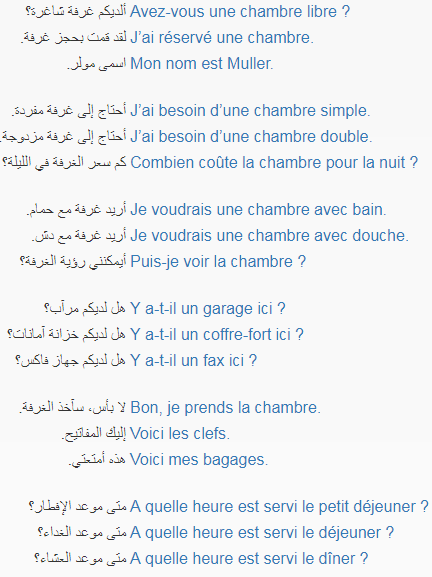 ألديكم غرفة شاغرة؟ Avez-vous une chambre libre ?
لقد قمت بحجز غرفة. J'ai réservé une chambre.
اسمى مولر. Mon nom est Muller.
أحتاج إلى غرفة مفردة. J'ai besoin d'une chambre simple.
أحتاج إلى غرفة مزدوجة. J'ai besoin d'une chambre double.
كم سعر الغرفة في الليلة؟ Combien coûte la chambre pour la nuit ?
أريد غرفة مع حمام. Je voudrais une chambre avec bain.
أريد غرفة مع دش. Je voudrais une chambre avec douche.
أيمكنني رؤية الغرفة؟ Puis-je voir la chambre ?
هل لديكم مرآب؟ Y a-t-il un garage ici ?
هل لديكم خزانة آمانات؟ Y a-t-il un coffre-fort ici ?
هل لديكم جهاز فاكس؟ Y a-t-il un fax ici ?
لا بأس، سآخذ الغرفة. Bon, je prends la chambre.
إليك المفاتيح. Voici les clefs.
هذه أمتعتي. Voici mes bagages.
متى موعد الإفطار؟ A quelle heure est servi le petit déjeuner ?
متى موعد الغداء؟ A quelle heure est servi le déjeuner ?
متى موعد العشاء؟ A quelle heure est servi le dîner ?